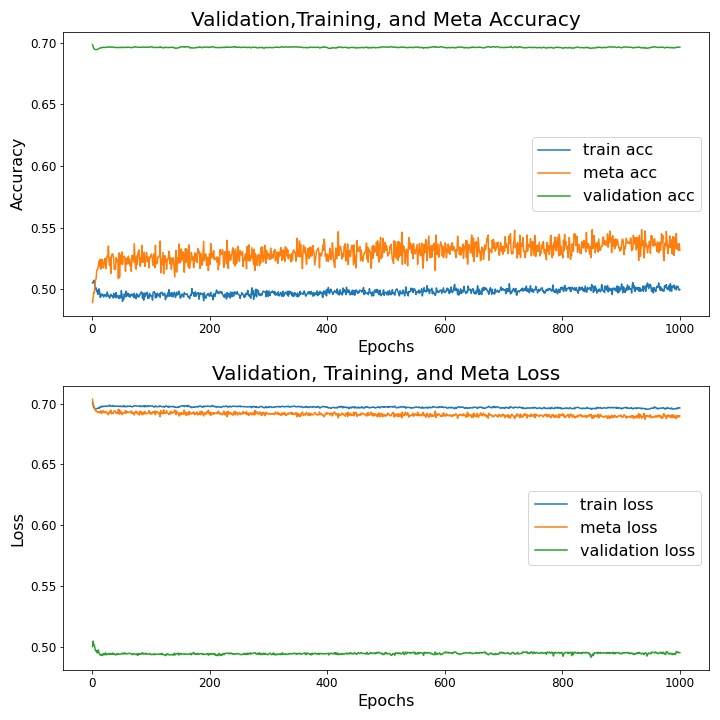 Validation,Training, and Meta Accuracy
0.70
0.65
0.60
0.55
0.50
Accuracy
train acc
meta acc
validation acc
0
200
400
600
800
1000
Epochs
Validation, Training, and Meta Loss
0.70
0.65
0.60
0.55
0.50
Loss
train loss
meta loss
validation loss
0
200
400
600
800
1000
Epochs